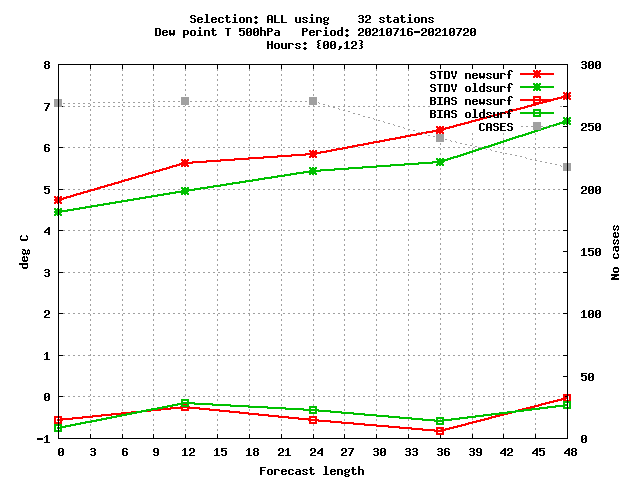 Selection: ALL using    32 stations
Dew point T 500hPa   Period: 20210716-20210720
Hours: {00,12}
STDV newsurf
STDV oldsurf
BIAS newsurf
BIAS oldsurf
CASES
8
7
6
5
4
3
2
1
0
-1
deg C
300
250
200
150
100
50
0
No cases
0 3 6 9 12 15 18 21 24 27 30 33 36 39 42 45 48
Forecast length